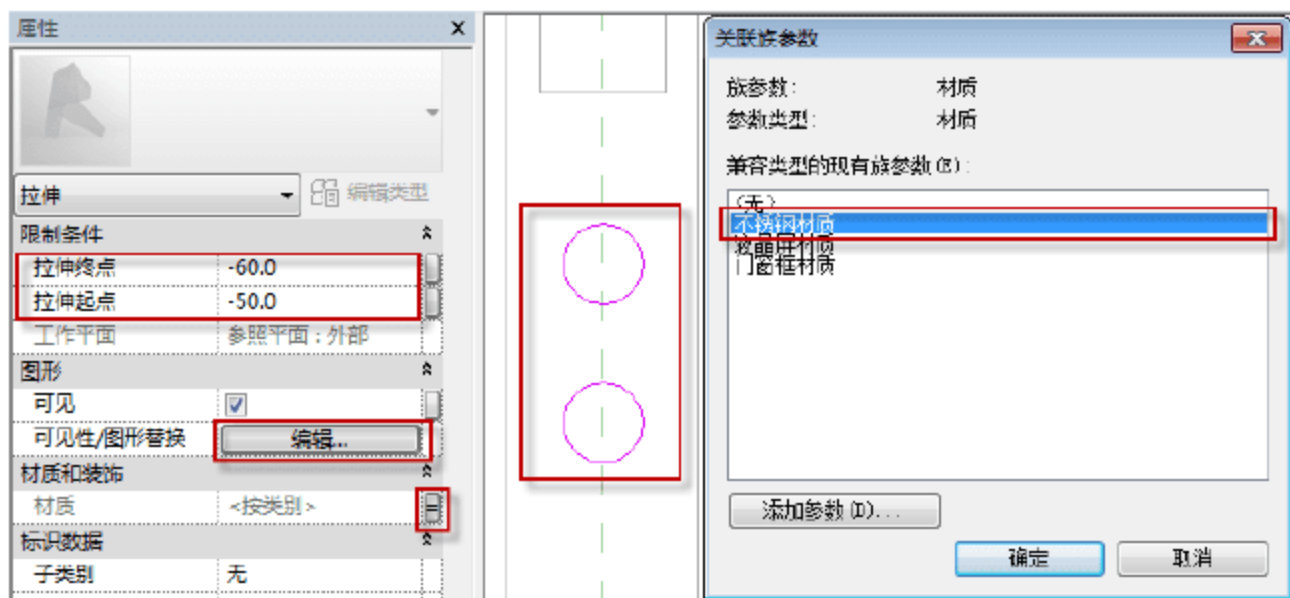 属性
拉伸
编辑类型
限制条件
拉伸终点 -60.0
拉伸起点 -50.0
工作平面 参照平面：外部
图形
可见
可见性/图形替换 编辑...
材质和装饰
材质 <按类别> =
标识数据
子类别 无
关联族参数
族参数: 材质
参数类型: 材质
兼容类型的现有族参数(E):
(无)
不锈钢材质
液晶屏材质
门窗框材质
添加参数(D)...
确定 取消